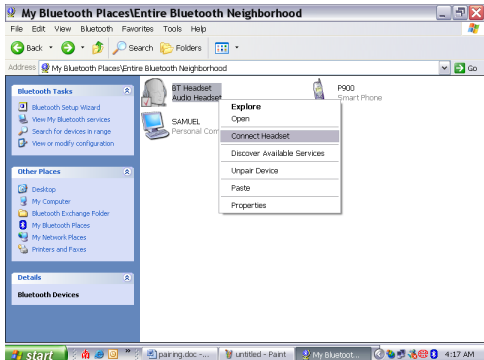 My Bluetooth Places\Entire Bluetooth Neighborhood
File Edit View Bluetooth Favorites Tools Help
Back Search Folders
Address My Bluetooth Places\Entire Bluetooth Neighborhood Go
Bluetooth Tasks
Bluetooth Setup Wizard
View My Bluetooth services
Search for devices in range
View or modify configuration
Other Places
Desktop
My Computer
Bluetooth Exchange Folder
My Bluetooth Places
My Network Places
Printers and Faxes
Details
Bluetooth Devices
BT Headset
Audio Headset
P900
Smart Phone
SAMUEL
Personal Com
Explore
Open
Connect Headset
Discover Available Services
Unpair Device
Paste
Properties
start pairing.doc -... untitled - Paint My Bluetoot... 4:17 AM